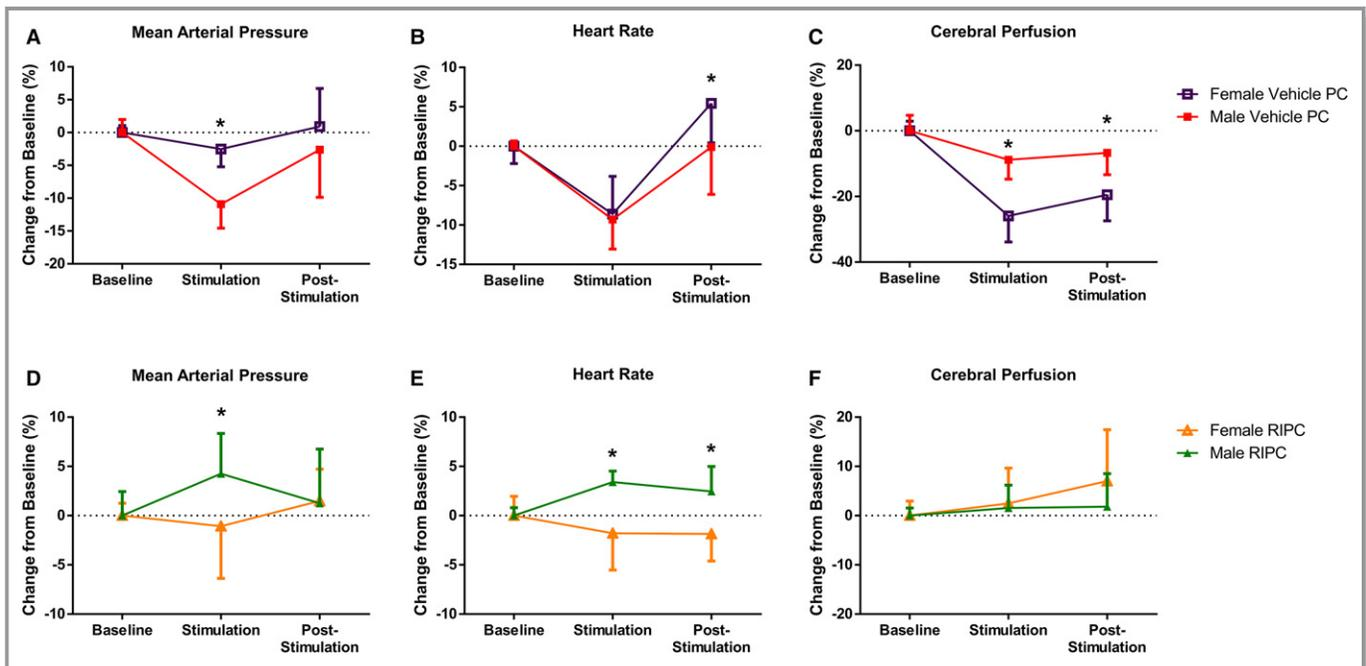 A
Mean Arterial Pressure
Change from Baseline (%)
10
5
0
-5
-10
-15
-20
Baseline
Stimulation
Post-
Stimulation
*
B
Heart Rate
Change from Baseline (%)
10
5
0
-5
-10
-15
Baseline
Stimulation
Post-
Stimulation
*
C
Cerebral Perfusion
Change from Baseline (%)
20
0
-20
-40
Baseline
Stimulation
Post-
Stimulation
*
*
Female Vehicle PC
Male Vehicle PC
D
Mean Arterial Pressure
Change from Baseline (%)
10
5
0
-5
-10
Baseline
Stimulation
Post-
Stimulation
*
E
Heart Rate
Change from Baseline (%)
10
5
0
-5
-10
Baseline
Stimulation
Post-
Stimulation
*
*
F
Cerebral Perfusion
Change from Baseline (%)
20
10
0
-10
-20
Baseline
Stimulation
Post-
Stimulation
Female RIPC
Male RIPC